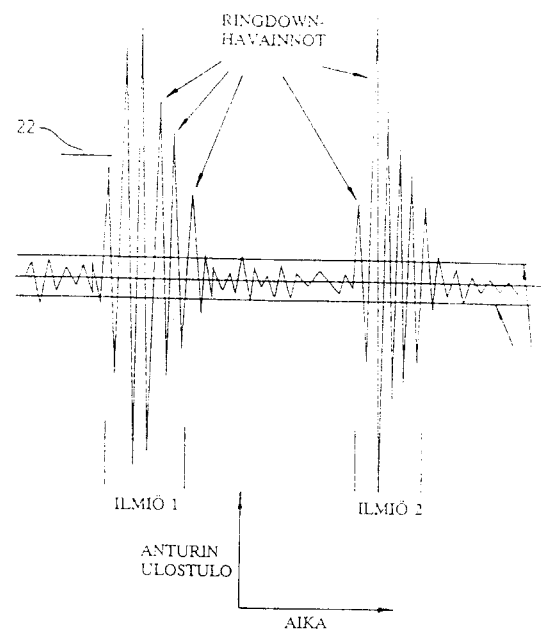 RINGDOWN-
HAVAINNOT
22
ILMIÖ 1
ILMIÖ 2
ANTURIN
ULOSTULO
AIKA